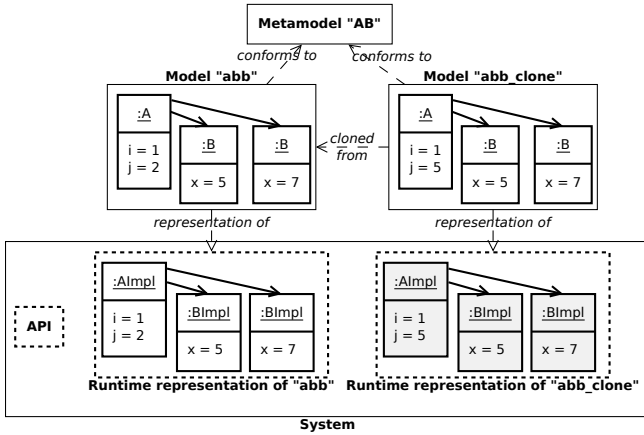 Metamodel "AB"
conforms to
conforms to
Model "abb"
Model "abb_clone"
:A
i = 1
j = 2
:B
x = 5
:B
x = 7
cloned
from
:A
i = 1
j = 5
:B
x = 5
:B
x = 7
representation of
representation of
API
:AImpl
i = 1
j = 2
:BImpl
x = 5
:BImpl
x = 7
Runtime representation of "abb"
:AImpl
i = 1
j = 5
:BImpl
x = 5
:BImpl
x = 7
Runtime representation of "abb_clone"
System